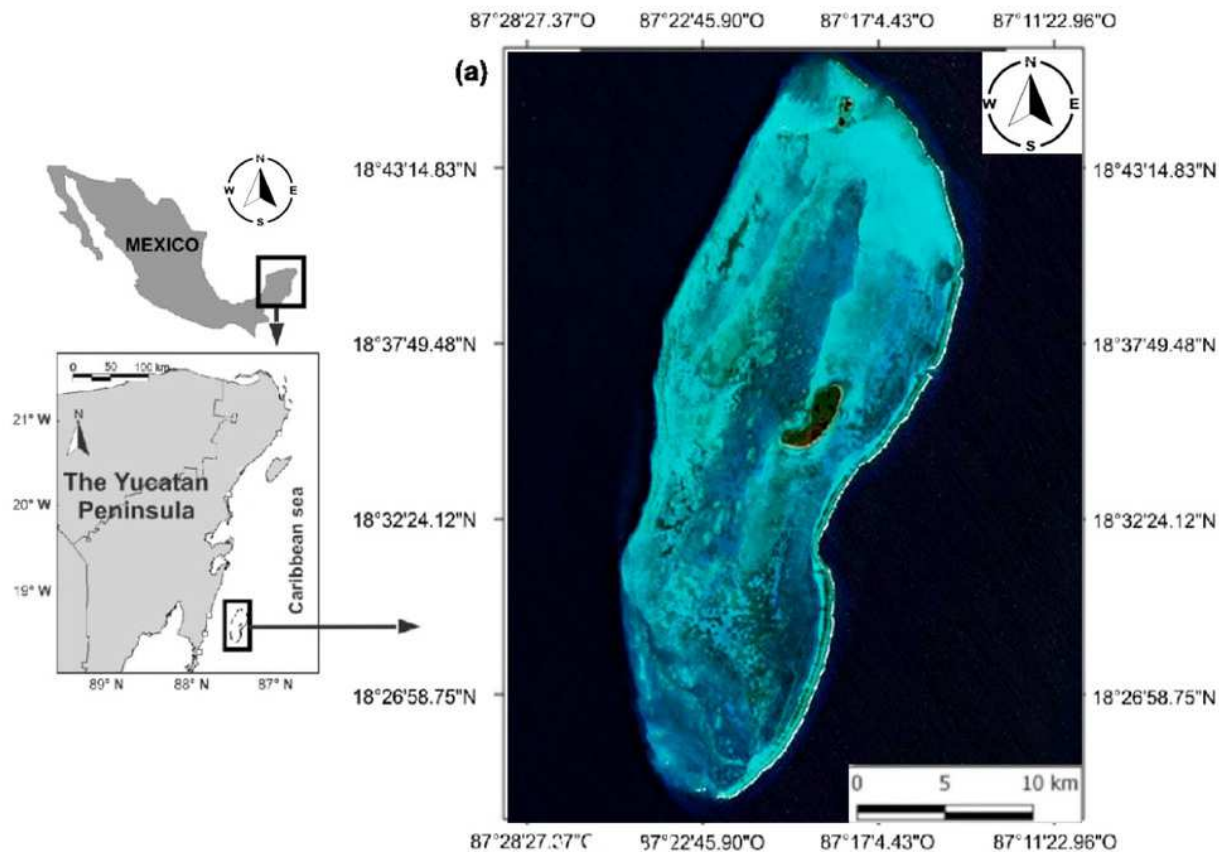 87°28'27.37"O 87°22'45.90"O 87°17'4.43"O 87°11'22.96"O
(a)
N
W E
S
18°43'14.83"N 18°43'14.83"N
N
W E
S
MEXICO
18°37'49.48"N 18°37'49.48"N
0 50 100 km
21° W
N
The Yucatan
Peninsula
20° W
Caribbean sea
18°32'24.12"N 18°32'24.12"N
19° W
18°26'58.75"N 18°26'58.75"N
89° N 88° N 87° N
0 5 10 km
87°28'27.37"O 87°22'45.90"O 87°17'4.43"O 87°11'22.96"O